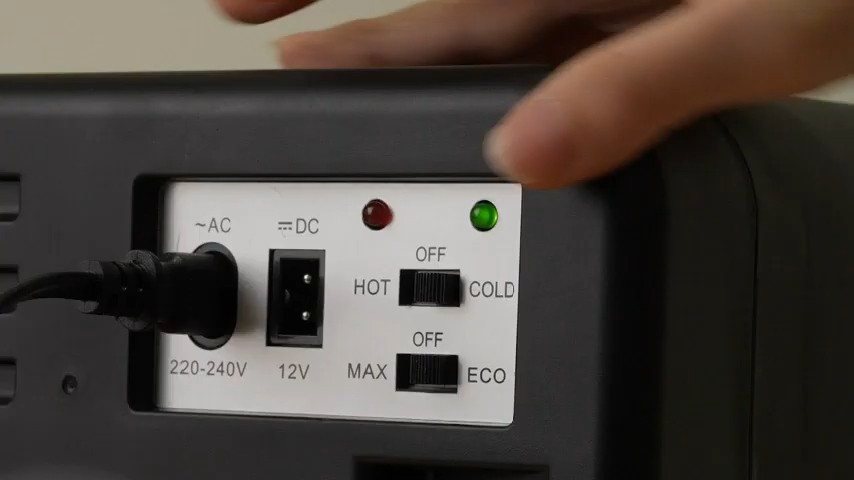 ~AC
⎓DC
OFF
HOT
COLD
OFF
220-240V
12V
MAX
ECO